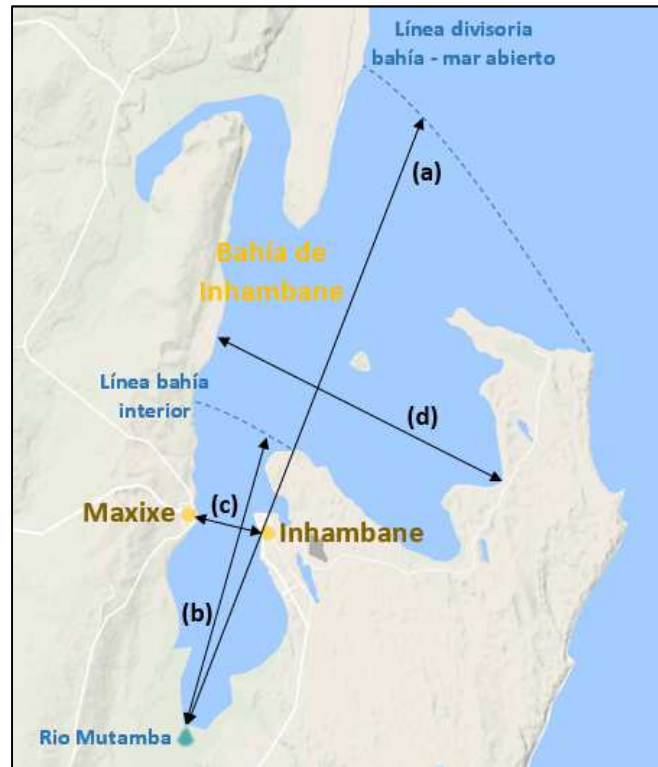 Línea divisoria
bahía - mar abierto
(a)
Bahía de
Inhambane
Línea bahía
interior
(d)
Maxixe
(c)
Inhambane
(b)
Rio Mutamba